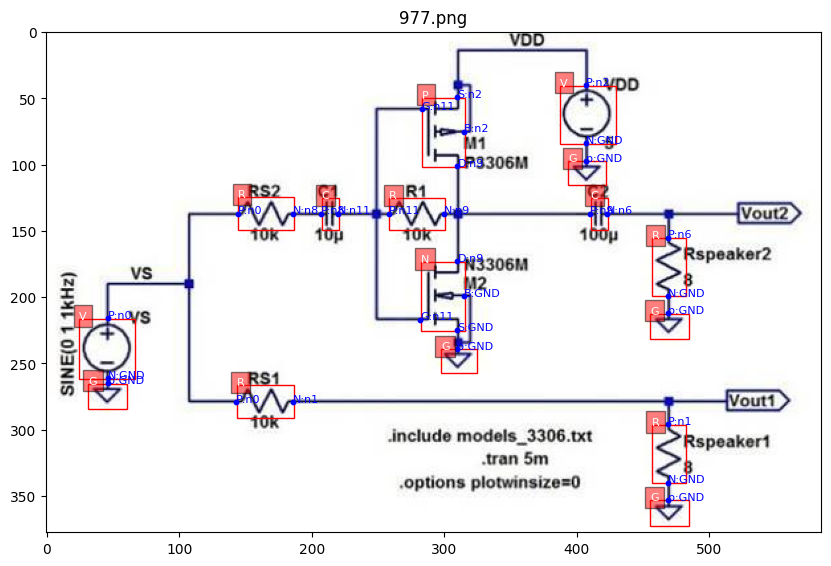 977.png
VDD
V P:n2 VDD
P S:n2
G:n11
B:n2
N:GND 5
M1
G p:GND
P3306M
D:n9
R RS2 C C1 R R1 C C2
P:n0 N:n8 N:n11 P:n11 N:n9 N:n6
10k 10µ 10k 100µ
Vout2
R P:n6
Rspeaker2
8
N:GND
G p:GND
D:n9
N N3306M
M2
B:GND
G:n11
S:GND
G p:GND
VS
V P:n0 VS
SINE(0 1 1kHz)
N:GND
G p:GND
R RS1
P:n0 N:n1
10k
Vout1
R P:n1
Rspeaker1
8
N:GND
G p:GND
.include models_3306.txt
.tran 5m
.options plotwinsize=0
0
50
100
150
200
250
300
350
0 100 200 300 400 500